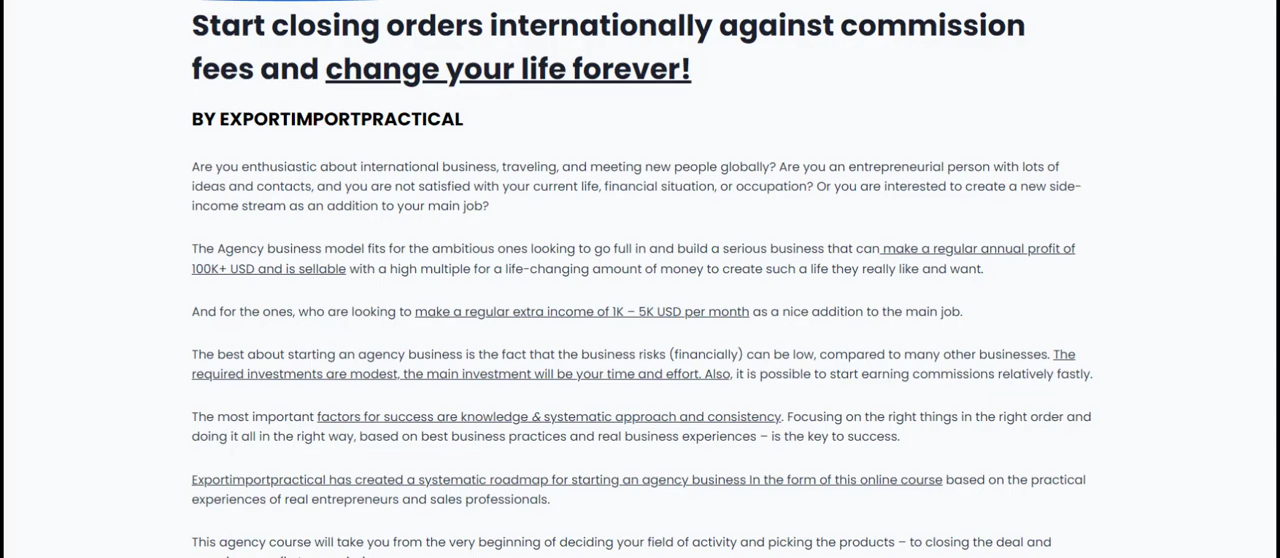 Start closing orders internationally against commission
fees and change your life forever!
BY EXPORTIMPORTPRACTICAL
Are you enthusiastic about international business, traveling, and meeting new people globally? Are you an entrepreneurial person with lots of
ideas and contacts, and you are not satisfied with your current life, financial situation, or occupation? Or you are interested to create a new side-
income stream as an addition to your main job?
The Agency business model fits for the ambitious ones looking to go full in and build a serious business that can make a regular annual profit of
100K+ USD and is sellable with a high multiple for a life-changing amount of money to create such a life they really like and want.
And for the ones, who are looking to make a regular extra income of 1K – 5K USD per month as a nice addition to the main job.
The best about starting an agency business is the fact that the business risks (financially) can be low, compared to many other businesses. The
required investments are modest, the main investment will be your time and effort. Also, it is possible to start earning commissions relatively fastly.
The most important factors for success are knowledge & systematic approach and consistency. Focusing on the right things in the right order and
doing it all in the right way, based on best business practices and real business experiences – is the key to success.
Exportimportpractical has created a systematic roadmap for starting an agency business In the form of this online course based on the practical
experiences of real entrepreneurs and sales professionals.
This agency course will take you from the very beginning of deciding your field of activity and picking the products – to closing the deal and